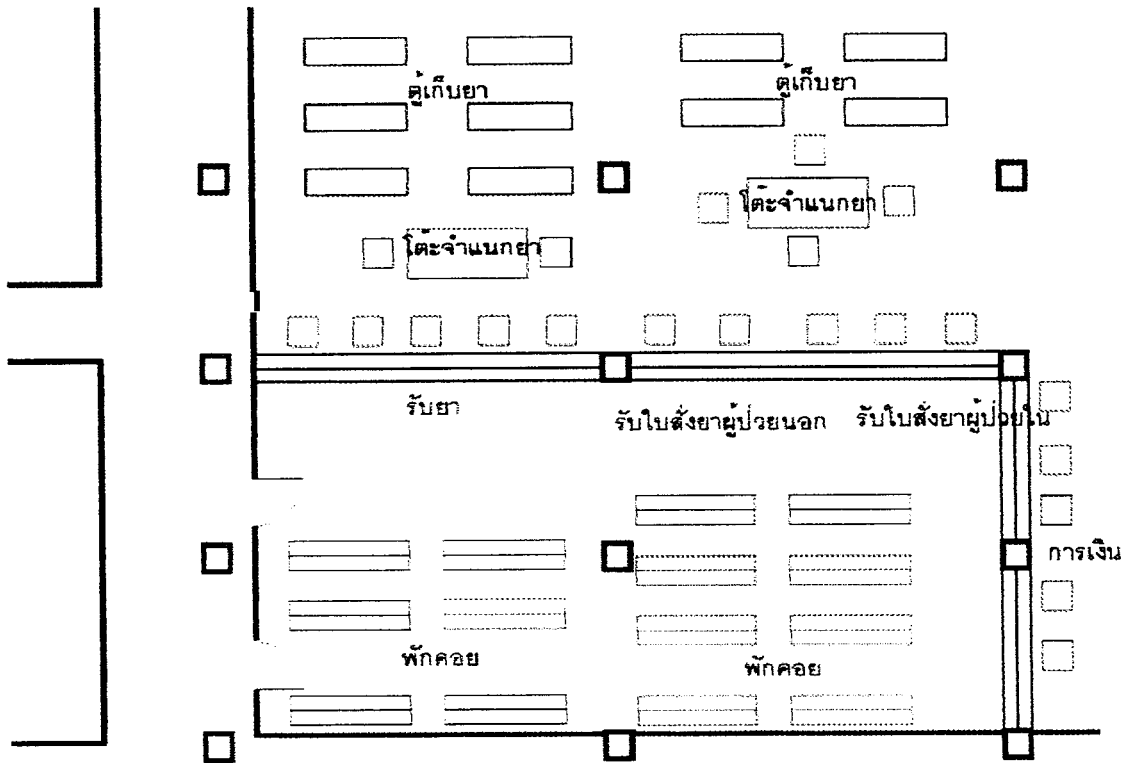 ตู้เก็บยา
ตู้เก็บยา
โต๊ะจำแนกยา
โต๊ะจำแนกยา
รับยา
รับใบสั่งยาผู้ป่วยนอก
รับใบสั่งยาผู้ป่วยใน
การเงิน
พักคอย
พักคอย